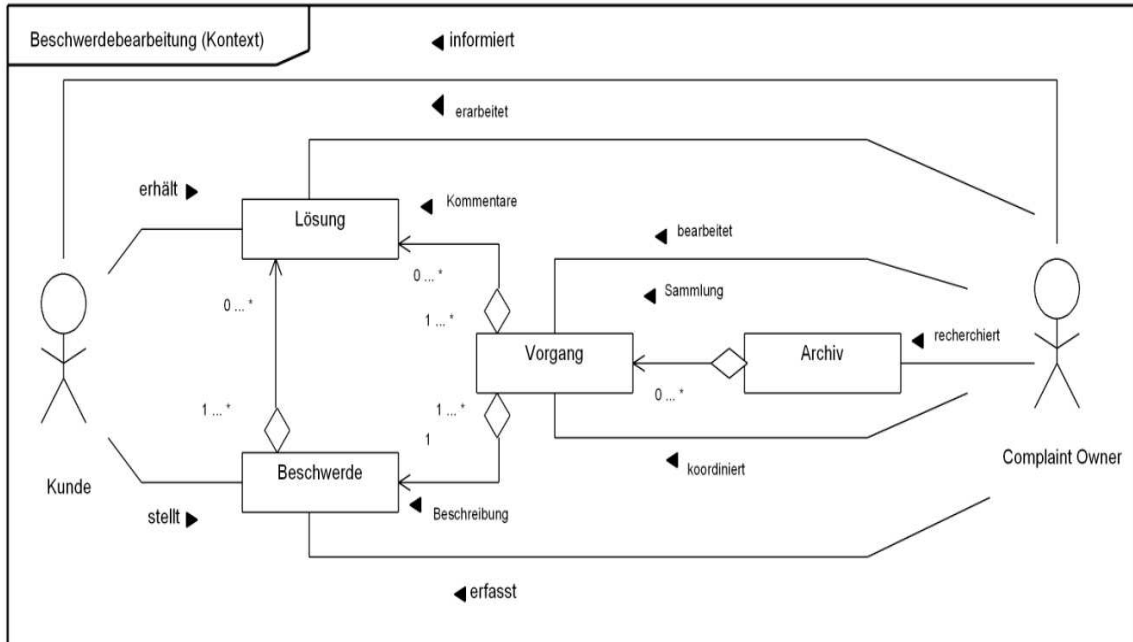 Beschwerdebearbeitung (Kontext)
informiert
erarbeitet
erhält
Kommentare
Lösung
bearbeitet
0 ... *
Sammlung
0 ... *
1 ... *
recherchiert
Vorgang
Archiv
0 ... *
1 ... *
1 ... *
1
Complaint Owner
Beschwerde
koordiniert
Kunde
Beschreibung
stellt
erfasst